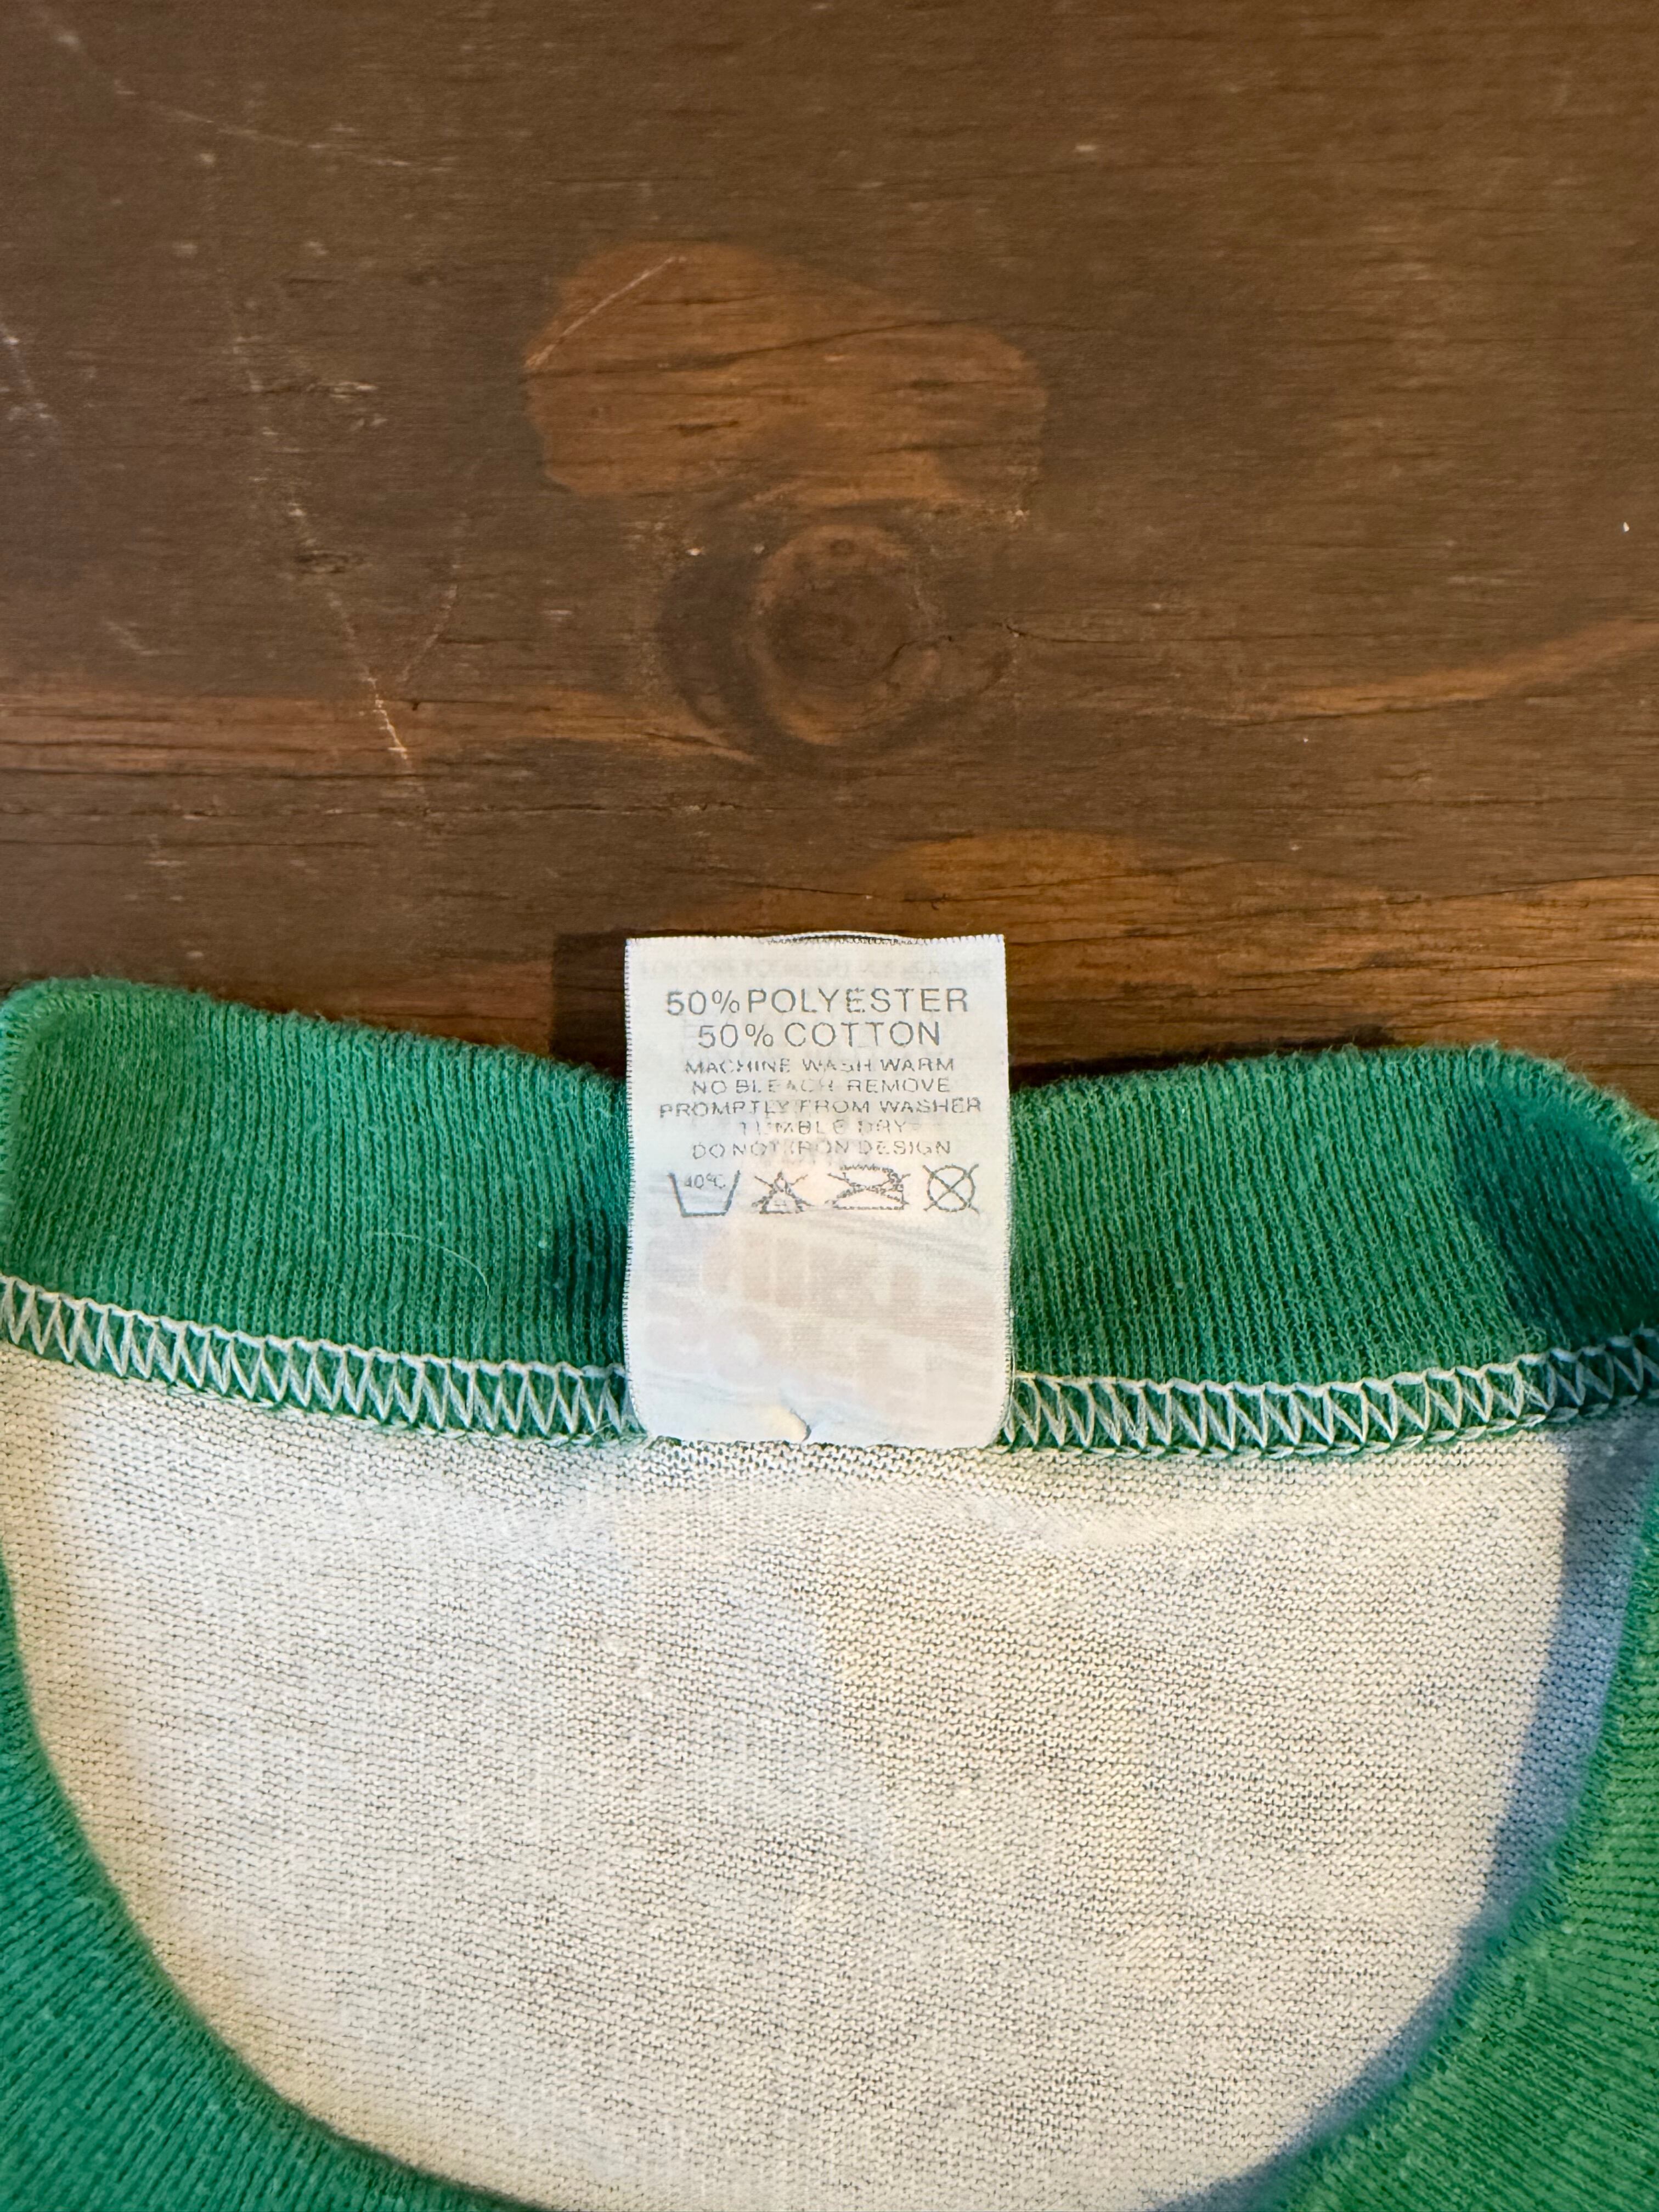 50% POLYESTER
50% COTTON
MACHINE WASH WARM
NO BLEACH REMOVE
PROMPTLY FROM WASHER
TUMBLE DRY
DO NOT IRON DESIGN
40°C